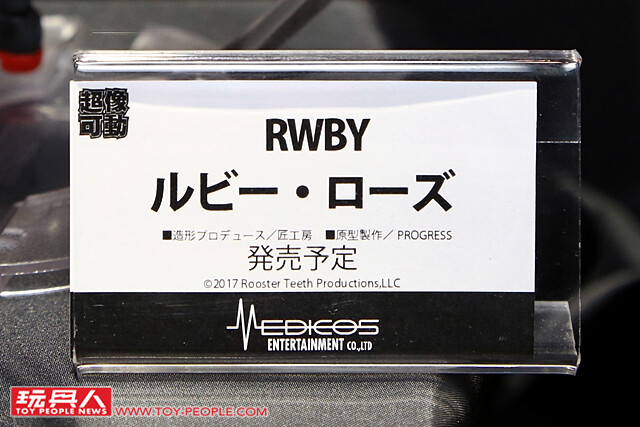 超像
可動
RWBY
ルビー・ローズ
■造形プロデュース／匠工房 ■原型製作／PROGRESS
発売予定
©2017 Rooster Teeth Productions,LLC
MEDICOS
ENTERTAINMENT CO.,LTD
玩具人
TOY PEOPLE NEWS
WWW.TOY-PEOPLE.COM